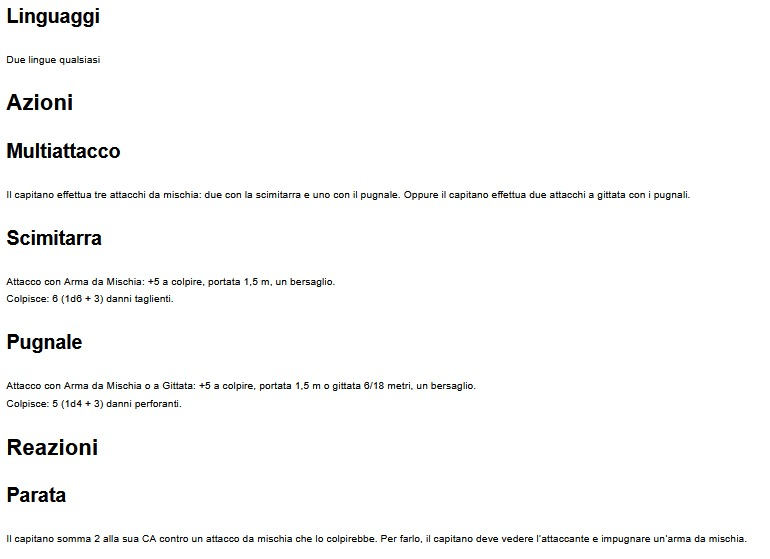 Linguaggi
Due lingue qualsiasi
Azioni
Multiattacco
Il capitano effettua tre attacchi da mischia: due con la scimitarra e uno con il pugnale. Oppure il capitano effettua due attacchi a gittata con i pugnali.
Scimitarra
Attacco con Arma da Mischia: +5 a colpire, portata 1,5 m, un bersaglio.
Colpisce: 6 (1d6 + 3) danni taglienti.
Pugnale
Attacco con Arma da Mischia o a Gittata: +5 a colpire, portata 1,5 m o gittata 6/18 metri, un bersaglio.
Colpisce: 5 (1d4 + 3) danni perforanti.
Reazioni
Parata
Il capitano somma 2 alla sua CA contro un attacco da mischia che lo colpirebbe. Per farlo, il capitano deve vedere l'attaccante e impugnare un'arma da mischia.